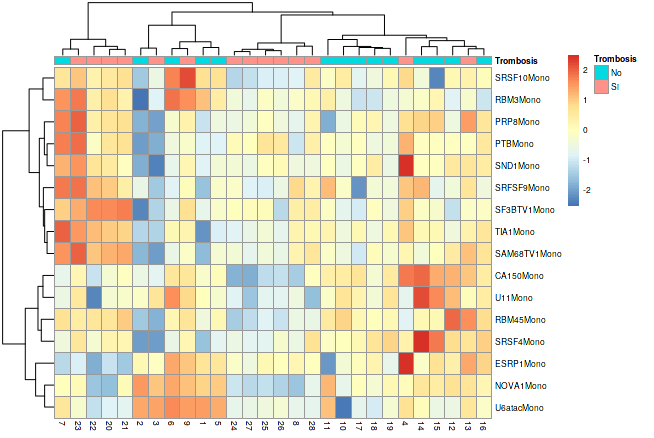 Trombosis
SRSF10Mono
RBM3Mono
PRP8Mono
PTBMono
SND1Mono
SRFSF9Mono
SF3BTV1Mono
TIA1Mono
SAM68TV1Mono
CA150Mono
U11Mono
RBM45Mono
SRSF4Mono
ESRP1Mono
NOVA1Mono
U6atacMono
7 23 22 20 21 2 3 6 9 1 5 24 27 25 26 8 28 11 10 17 18 19 4 14 15 12 13 16
2
1
0
-1
-2
Trombosis
No
SI